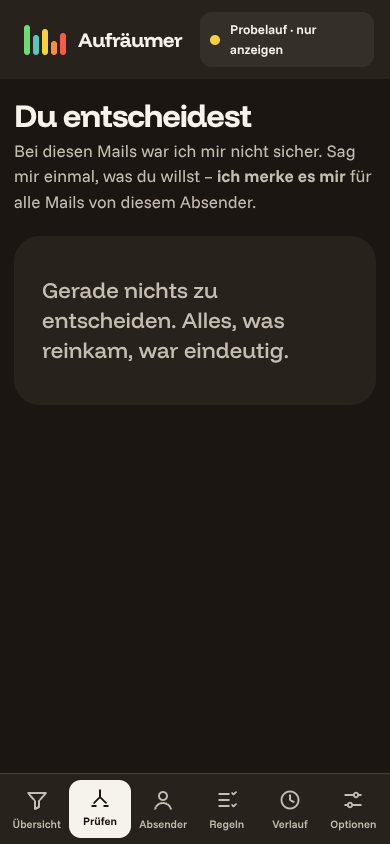 Aufräumer
Probelauf · nur
anzeigen
Du entscheidest
Bei diesen Mails war ich mir nicht sicher. Sag
mir einmal, was du willst – ich merke es mir für
alle Mails von diesem Absender.
Gerade nichts zu
entscheiden. Alles, was
reinkam, war eindeutig.
Übersicht
Prüfen
Absender
Regeln
Verlauf
Optionen